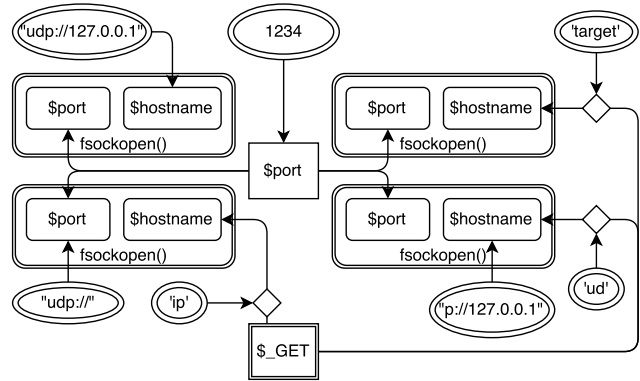 "udp://127.0.0.1"
1234
'target'
$port
$hostname
fsockopen()
$port
$hostname
fsockopen()
$port
$port
$hostname
fsockopen()
$port
$hostname
fsockopen()
"udp://"
'ip'
"p://127.0.0.1"
'ud'
$_GET